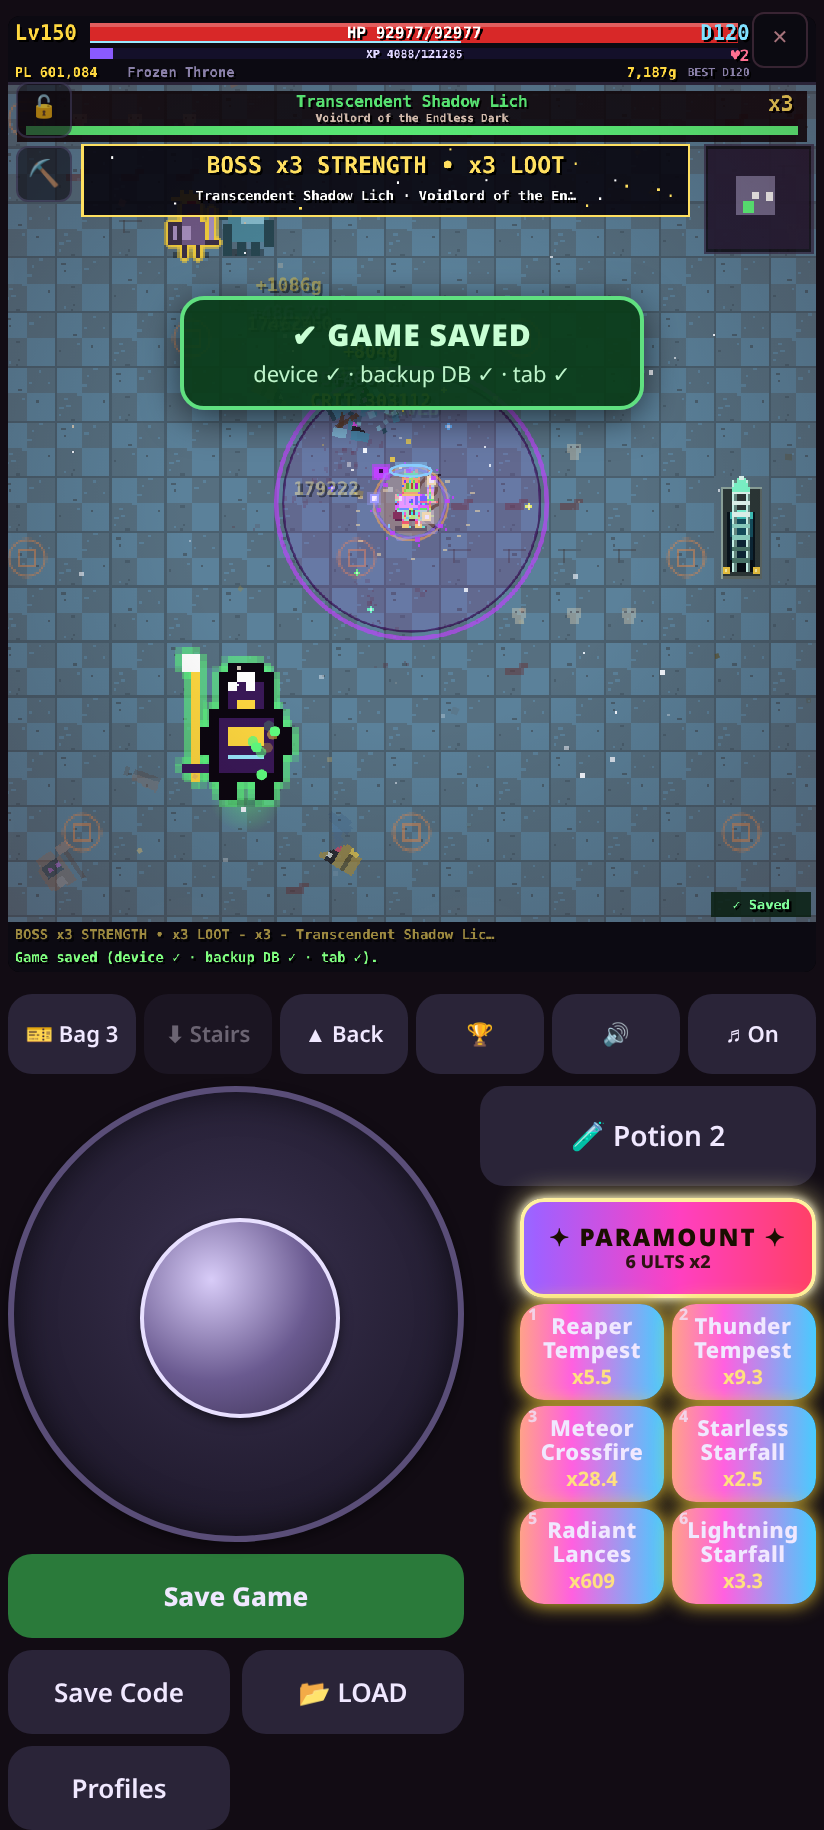 Lv150
HP 92977/92977
D120
×
XP 4088/121285
♥2
PL 601,084
Frozen Throne
7,187g
BEST D120
Transcendent Shadow Lich
x3
Voidlord of the Endless Dark
BOSS x3 STRENGTH • x3 LOOT
Transcendent Shadow Lich · Voidlord of the En…
+1086g
✔ GAME SAVED
device ✓ · backup DB ✓ · tab ✓
179222
✓ Saved
BOSS x3 STRENGTH • x3 LOOT - x3 - Transcendent Shadow Lic…
Game saved (device ✓ · backup DB ✓ · tab ✓).
Bag 3
⬇ Stairs
▲ Back
♬ On
Potion 2
✦ PARAMOUNT ✦
6 ULTS x2
1
Reaper
Tempest
x5.5
2
Thunder
Tempest
x9.3
3
Meteor
Crossfire
x28.4
4
Starless
Starfall
x2.5
5
Radiant
Lances
x609
6
Lightning
Starfall
x3.3
Save Game
Save Code
LOAD
Profiles